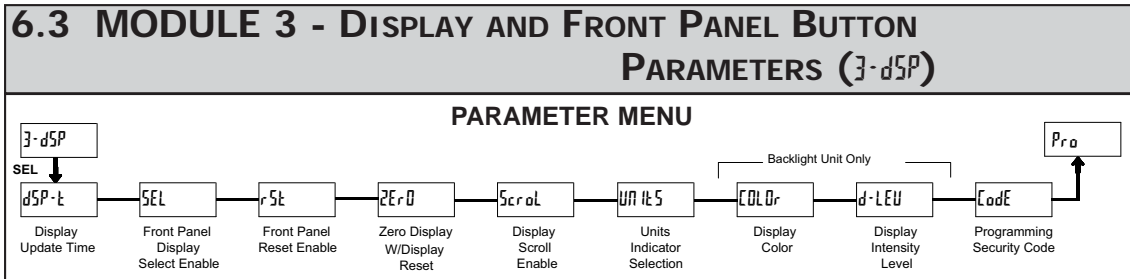 6.3 MODULE 3 - DISPLAY AND FRONT PANEL BUTTON
PARAMETERS (3-dSP)
PARAMETER MENU
3-dSP
Pro
SEL
Backlight Unit Only
dSP-t
SEL
rSt
ZErO
ScroL
UNItS
COLOr
d-LEV
CodE
Display
Update Time
Front Panel
Display
Select Enable
Front Panel
Reset Enable
Zero Display
W/Display
Reset
Display
Scroll
Enable
Units
Indicator
Selection
Display
Color
Display
Intensity
Level
Programming
Security Code